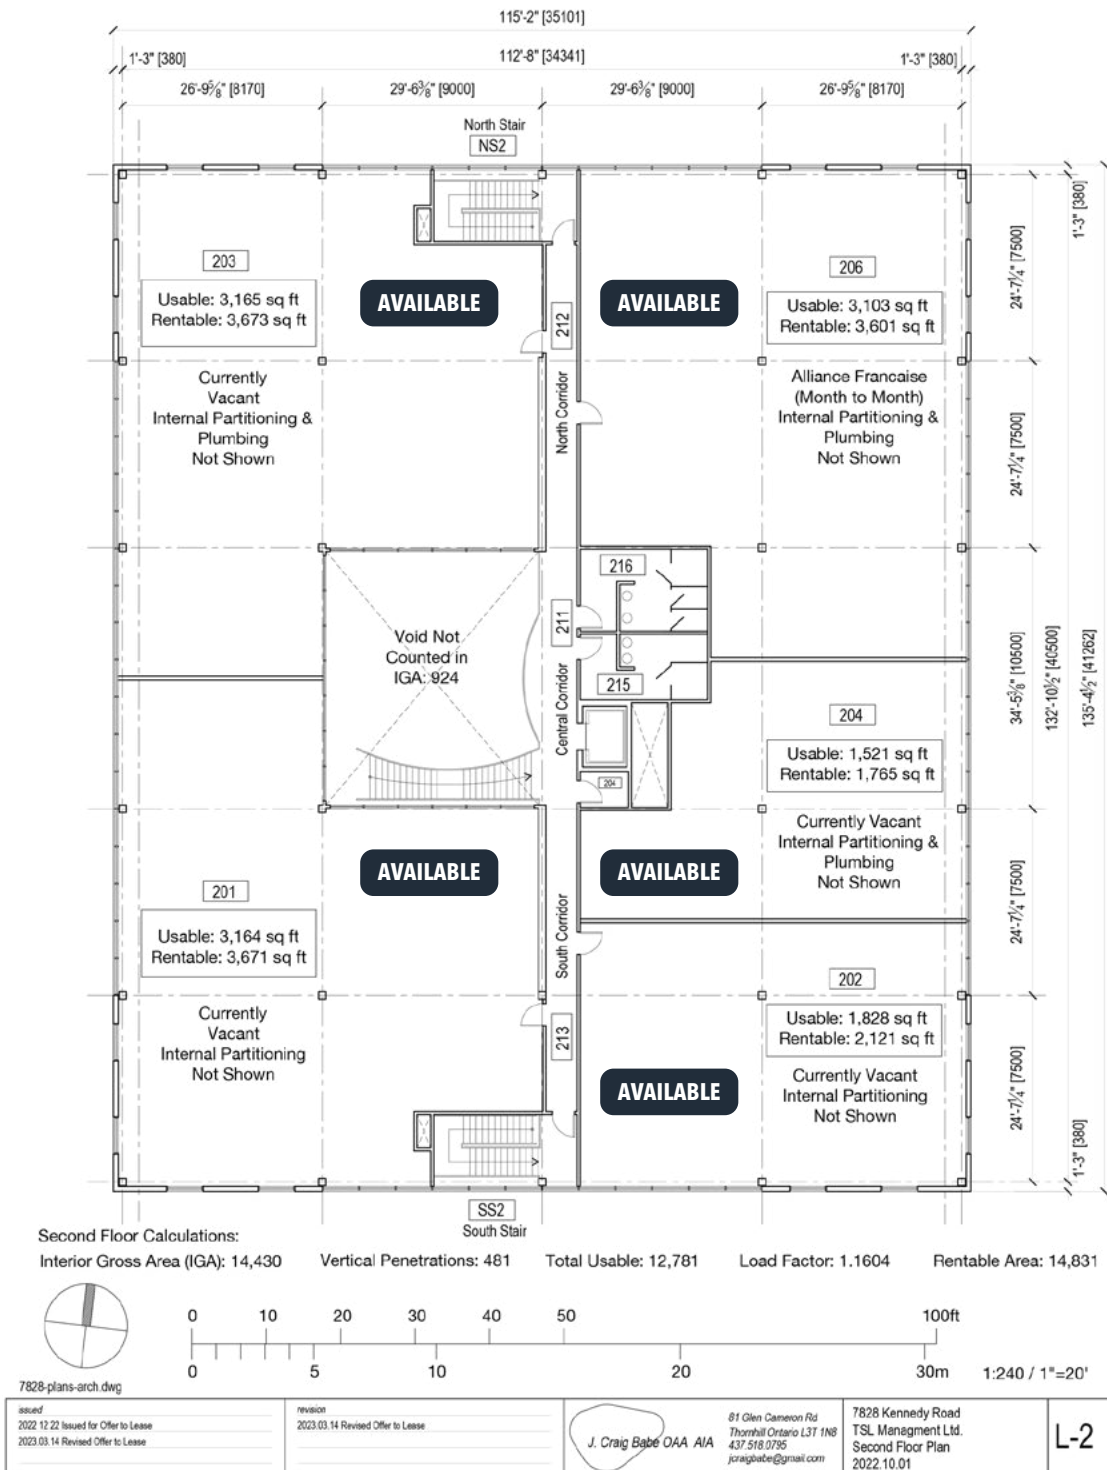 115'-2" [35101]
1'-3" [380]
112'-8" [34341]
1'-3" [380]
26'-9⅝" [8170]
29'-6⅜" [9000]
29'-6⅜" [9000]
26'-9⅝" [8170]
North Stair
NS2
1'-3" [380]
203
Usable: 3,165 sq ft
Rentable: 3,673 sq ft
AVAILABLE
AVAILABLE
206
Usable: 3,103 sq ft
Rentable: 3,601 sq ft
24'-7¼" [7500]
212
North Corridor
Currently
Vacant
Internal Partitioning &
Plumbing
Not Shown
Alliance Francaise
(Month to Month)
Internal Partitioning &
Plumbing
Not Shown
24'-7¼" [7500]
216
211
Void Not
Counted in
IGA: 924
215
Central Corridor
34'-5⅜" [10500]
132'-10½" [40500]
135'-4½" [41262]
204
Usable: 1,521 sq ft
Rentable: 1,765 sq ft
204
Currently Vacant
Internal Partitioning &
Plumbing
Not Shown
AVAILABLE
AVAILABLE
24'-7¼" [7500]
201
Usable: 3,164 sq ft
Rentable: 3,671 sq ft
South Corridor
202
Usable: 1,828 sq ft
Rentable: 2,121 sq ft
Currently
Vacant
Internal Partitioning
Not Shown
213
AVAILABLE
Currently Vacant
Internal Partitioning
Not Shown
24'-7¼" [7500]
1'-3" [380]
SS2
South Stair
Second Floor Calculations:
Interior Gross Area (IGA): 14,430 Vertical Penetrations: 481 Total Usable: 12,781 Load Factor: 1.1604 Rentable Area: 14,831
0 10 20 30 40 50 100ft
0 5 10 20 30m
1:240 / 1"=20'
7828-plans-arch.dwg
issued
2022 12 22 Issued for Offer to Lease
2023.03.14 Revised Offer to Lease
revision
2023.03.14 Revised Offer to Lease
J. Craig Babe OAA AIA
81 Glen Cameron Rd
Thornhill Ontario L3T 1N8
437.518.0795
jcraigbabe@gmail.com
7828 Kennedy Road
TSL Managment Ltd.
Second Floor Plan
2022.10.01
L-2